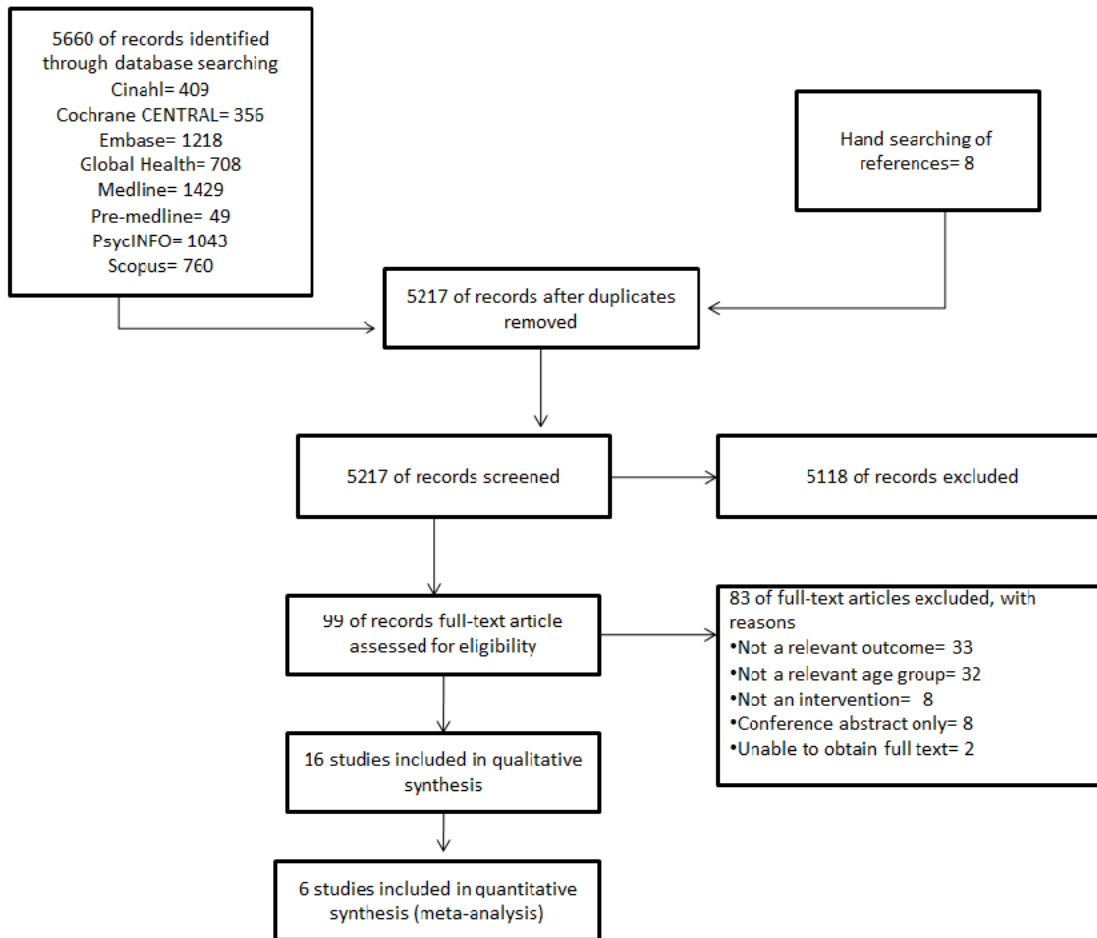 5660 of records identified
through database searching
Cinahl= 409
Cochrane CENTRAL= 356
Embase= 1218
Global Health= 708
Medline= 1429
Pre-medline= 49
PsycINFO= 1043
Scopus= 760
Hand searching of
references= 8
5217 of records after duplicates
removed
5217 of records screened
5118 of records excluded
99 of records full-text article
assessed for eligibility
83 of full-text articles excluded, with
reasons
•Not a relevant outcome= 33
•Not a relevant age group= 32
•Not an intervention= 8
•Conference abstract only= 8
•Unable to obtain full text= 2
16 studies included in qualitative
synthesis
6 studies included in quantitative
synthesis (meta-analysis)